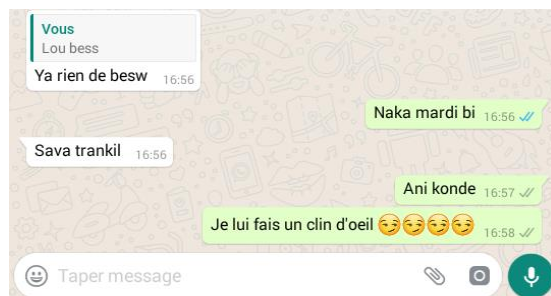 Vous
Lou bess
Ya rien de besw 16:56
Naka mardi bi 16:56
Sava trankil 16:56
Ani konde 16:57
Je lui fais un clin d'oeil 😏😏😏😏 16:58
Taper message